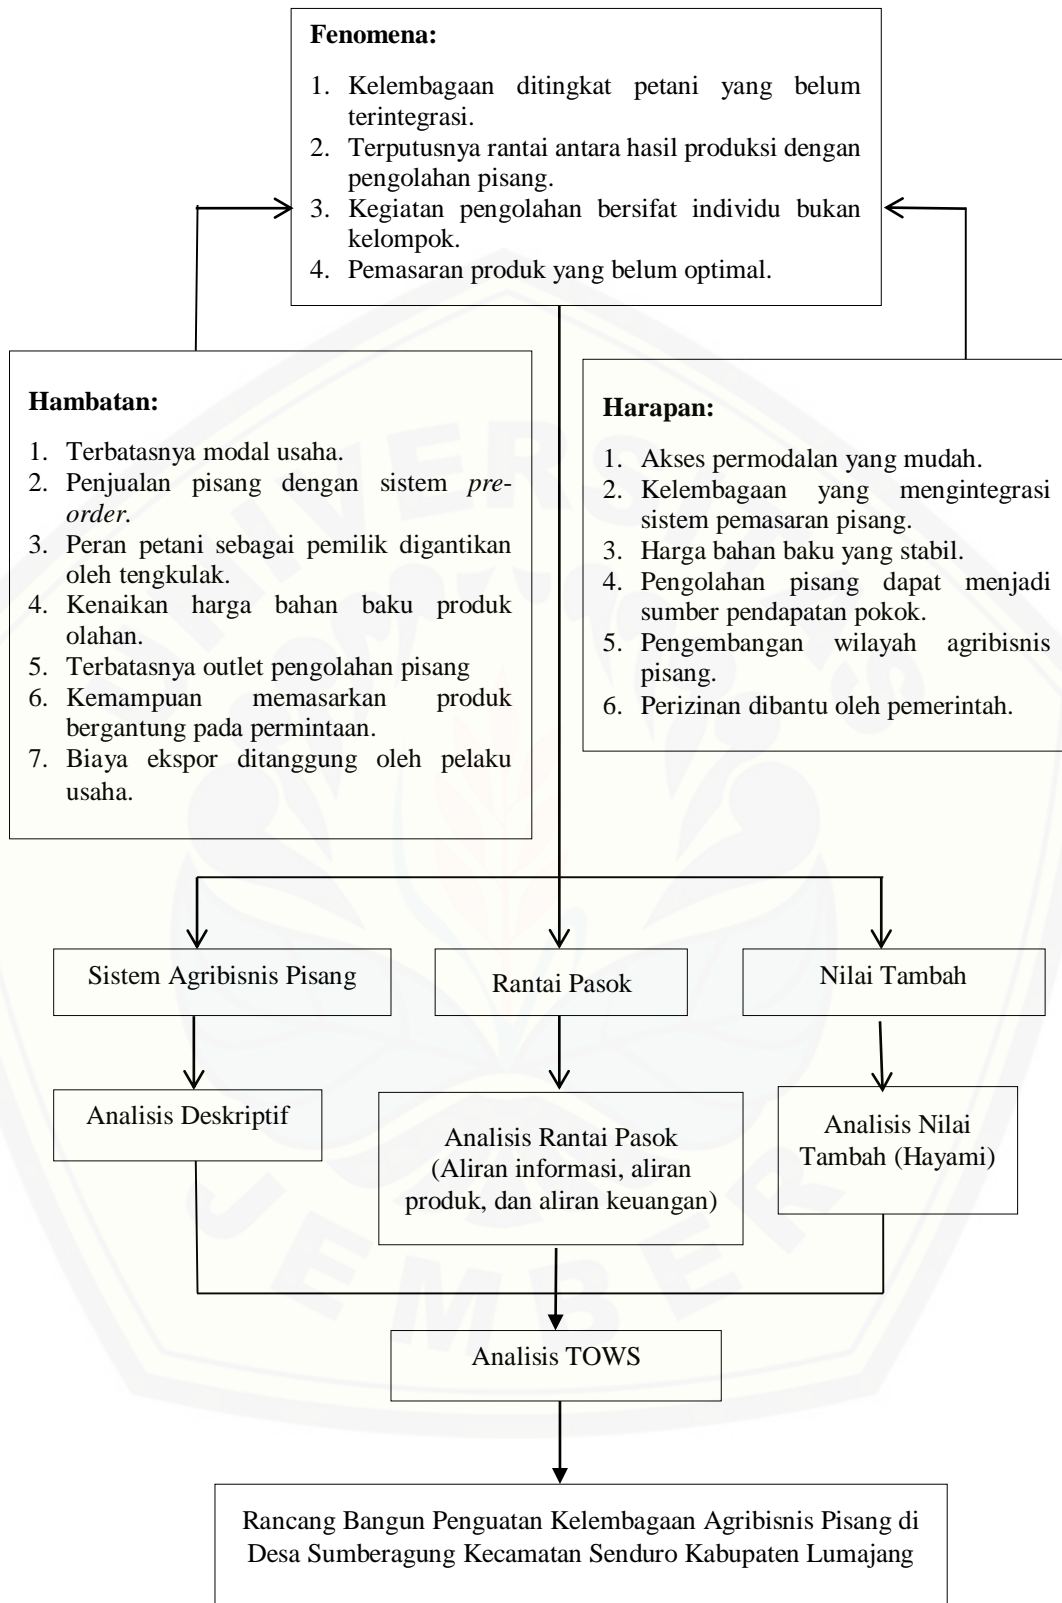 Fenomena:
1. Kelembagaan ditingkat petani yang belum
terintegrasi.
2. Terputusnya rantai antara hasil produksi dengan
pengolahan pisang.
3. Kegiatan pengolahan bersifat individu bukan
kelompok.
4. Pemasaran produk yang belum optimal.
Hambatan:
1. Terbatasnya modal usaha.
2. Penjualan pisang dengan sistem pre-
order.
3. Peran petani sebagai pemilik digantikan
oleh tengkulak.
4. Kenaikan harga bahan baku produk
olahan.
5. Terbatasnya outlet pengolahan pisang
6. Kemampuan memasarkan produk
bergantung pada permintaan.
7. Biaya ekspor ditanggung oleh pelaku
usaha.
Harapan:
1. Akses permodalan yang mudah.
2. Kelembagaan yang mengintegrasi
sistem pemasaran pisang.
3. Harga bahan baku yang stabil.
4. Pengolahan pisang dapat menjadi
sumber pendapatan pokok.
5. Pengembangan wilayah agribisnis
pisang.
6. Perizinan dibantu oleh pemerintah.
Sistem Agribisnis Pisang
Rantai Pasok
Nilai Tambah
Analisis Deskriptif
Analisis Rantai Pasok
(Aliran informasi, aliran
produk, dan aliran keuangan)
Analisis Nilai
Tambah (Hayami)
Analisis TOWS
Rancang Bangun Penguatan Kelembagaan Agribisnis Pisang di
Desa Sumberagung Kecamatan Senduro Kabupaten Lumajang
UNIVERSITAS
JEMBER